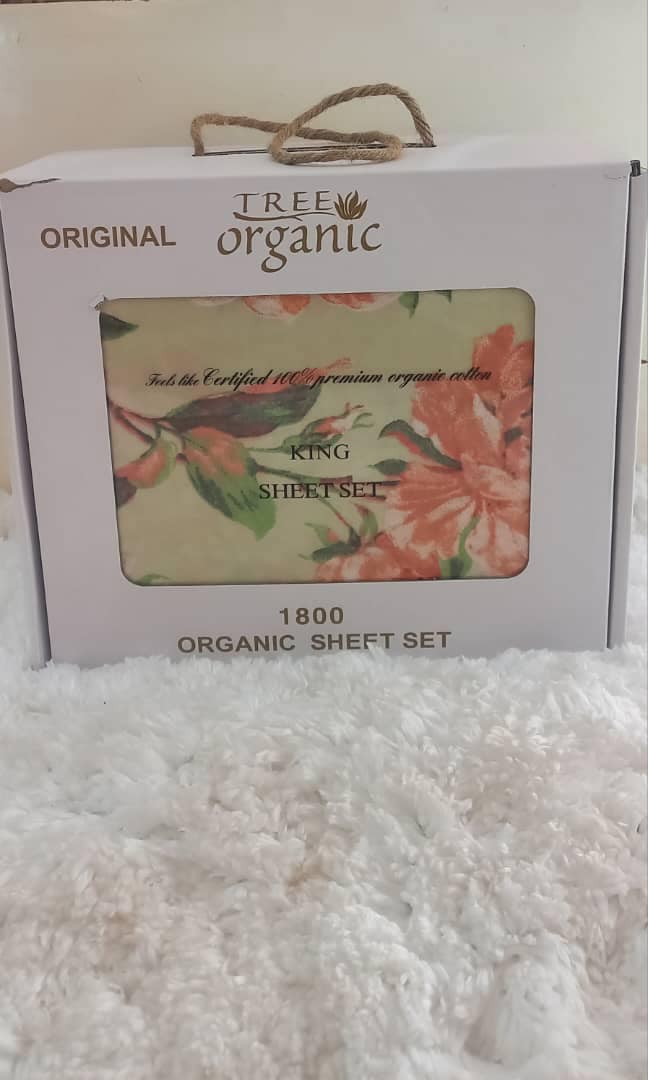 ORIGINAL
TREE
organic
Feels like Certified 100% premium organic cotton
KING
SHEET SET
1800
ORGANIC SHEET SET